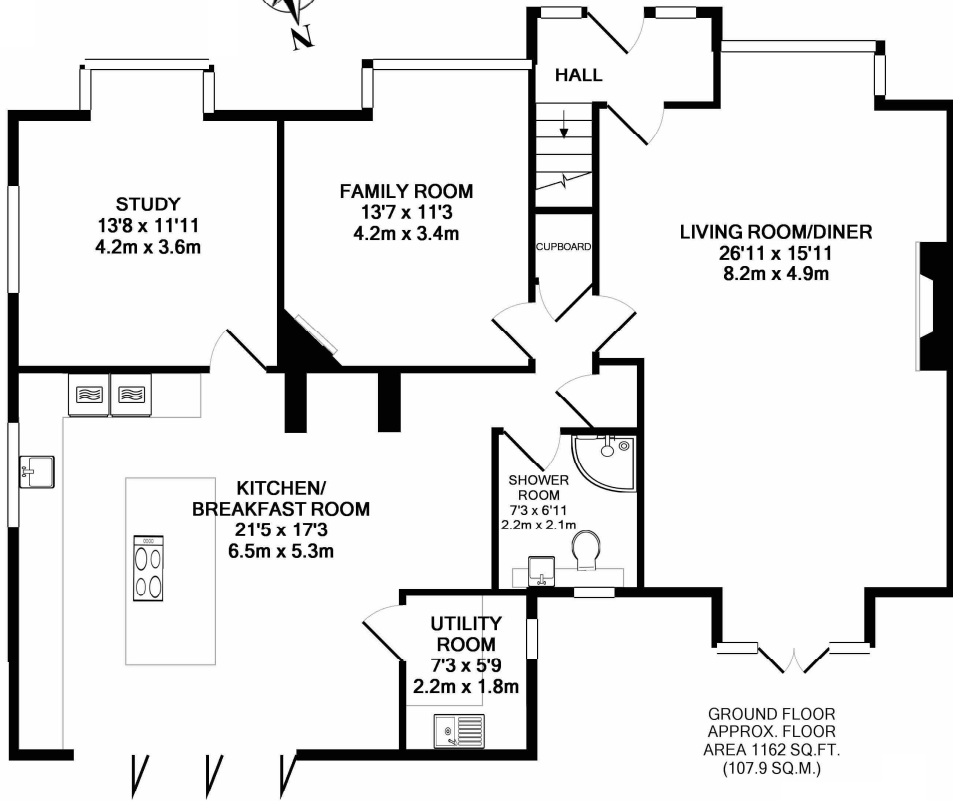 N
HALL
STUDY
13'8 x 11'11
4.2m x 3.6m
FAMILY ROOM
13'7 x 11'3
4.2m x 3.4m
CUPBOARD
LIVING ROOM/DINER
26'11 x 15'11
8.2m x 4.9m
KITCHEN/
BREAKFAST ROOM
21'5 x 17'3
6.5m x 5.3m
SHOWER
ROOM
7'3 x 6'11
2.2m x 2.1m
UTILITY
ROOM
7'3 x 5'9
2.2m x 1.8m
GROUND FLOOR
APPROX. FLOOR
AREA 1162 SQ.FT.
(107.9 SQ.M.)